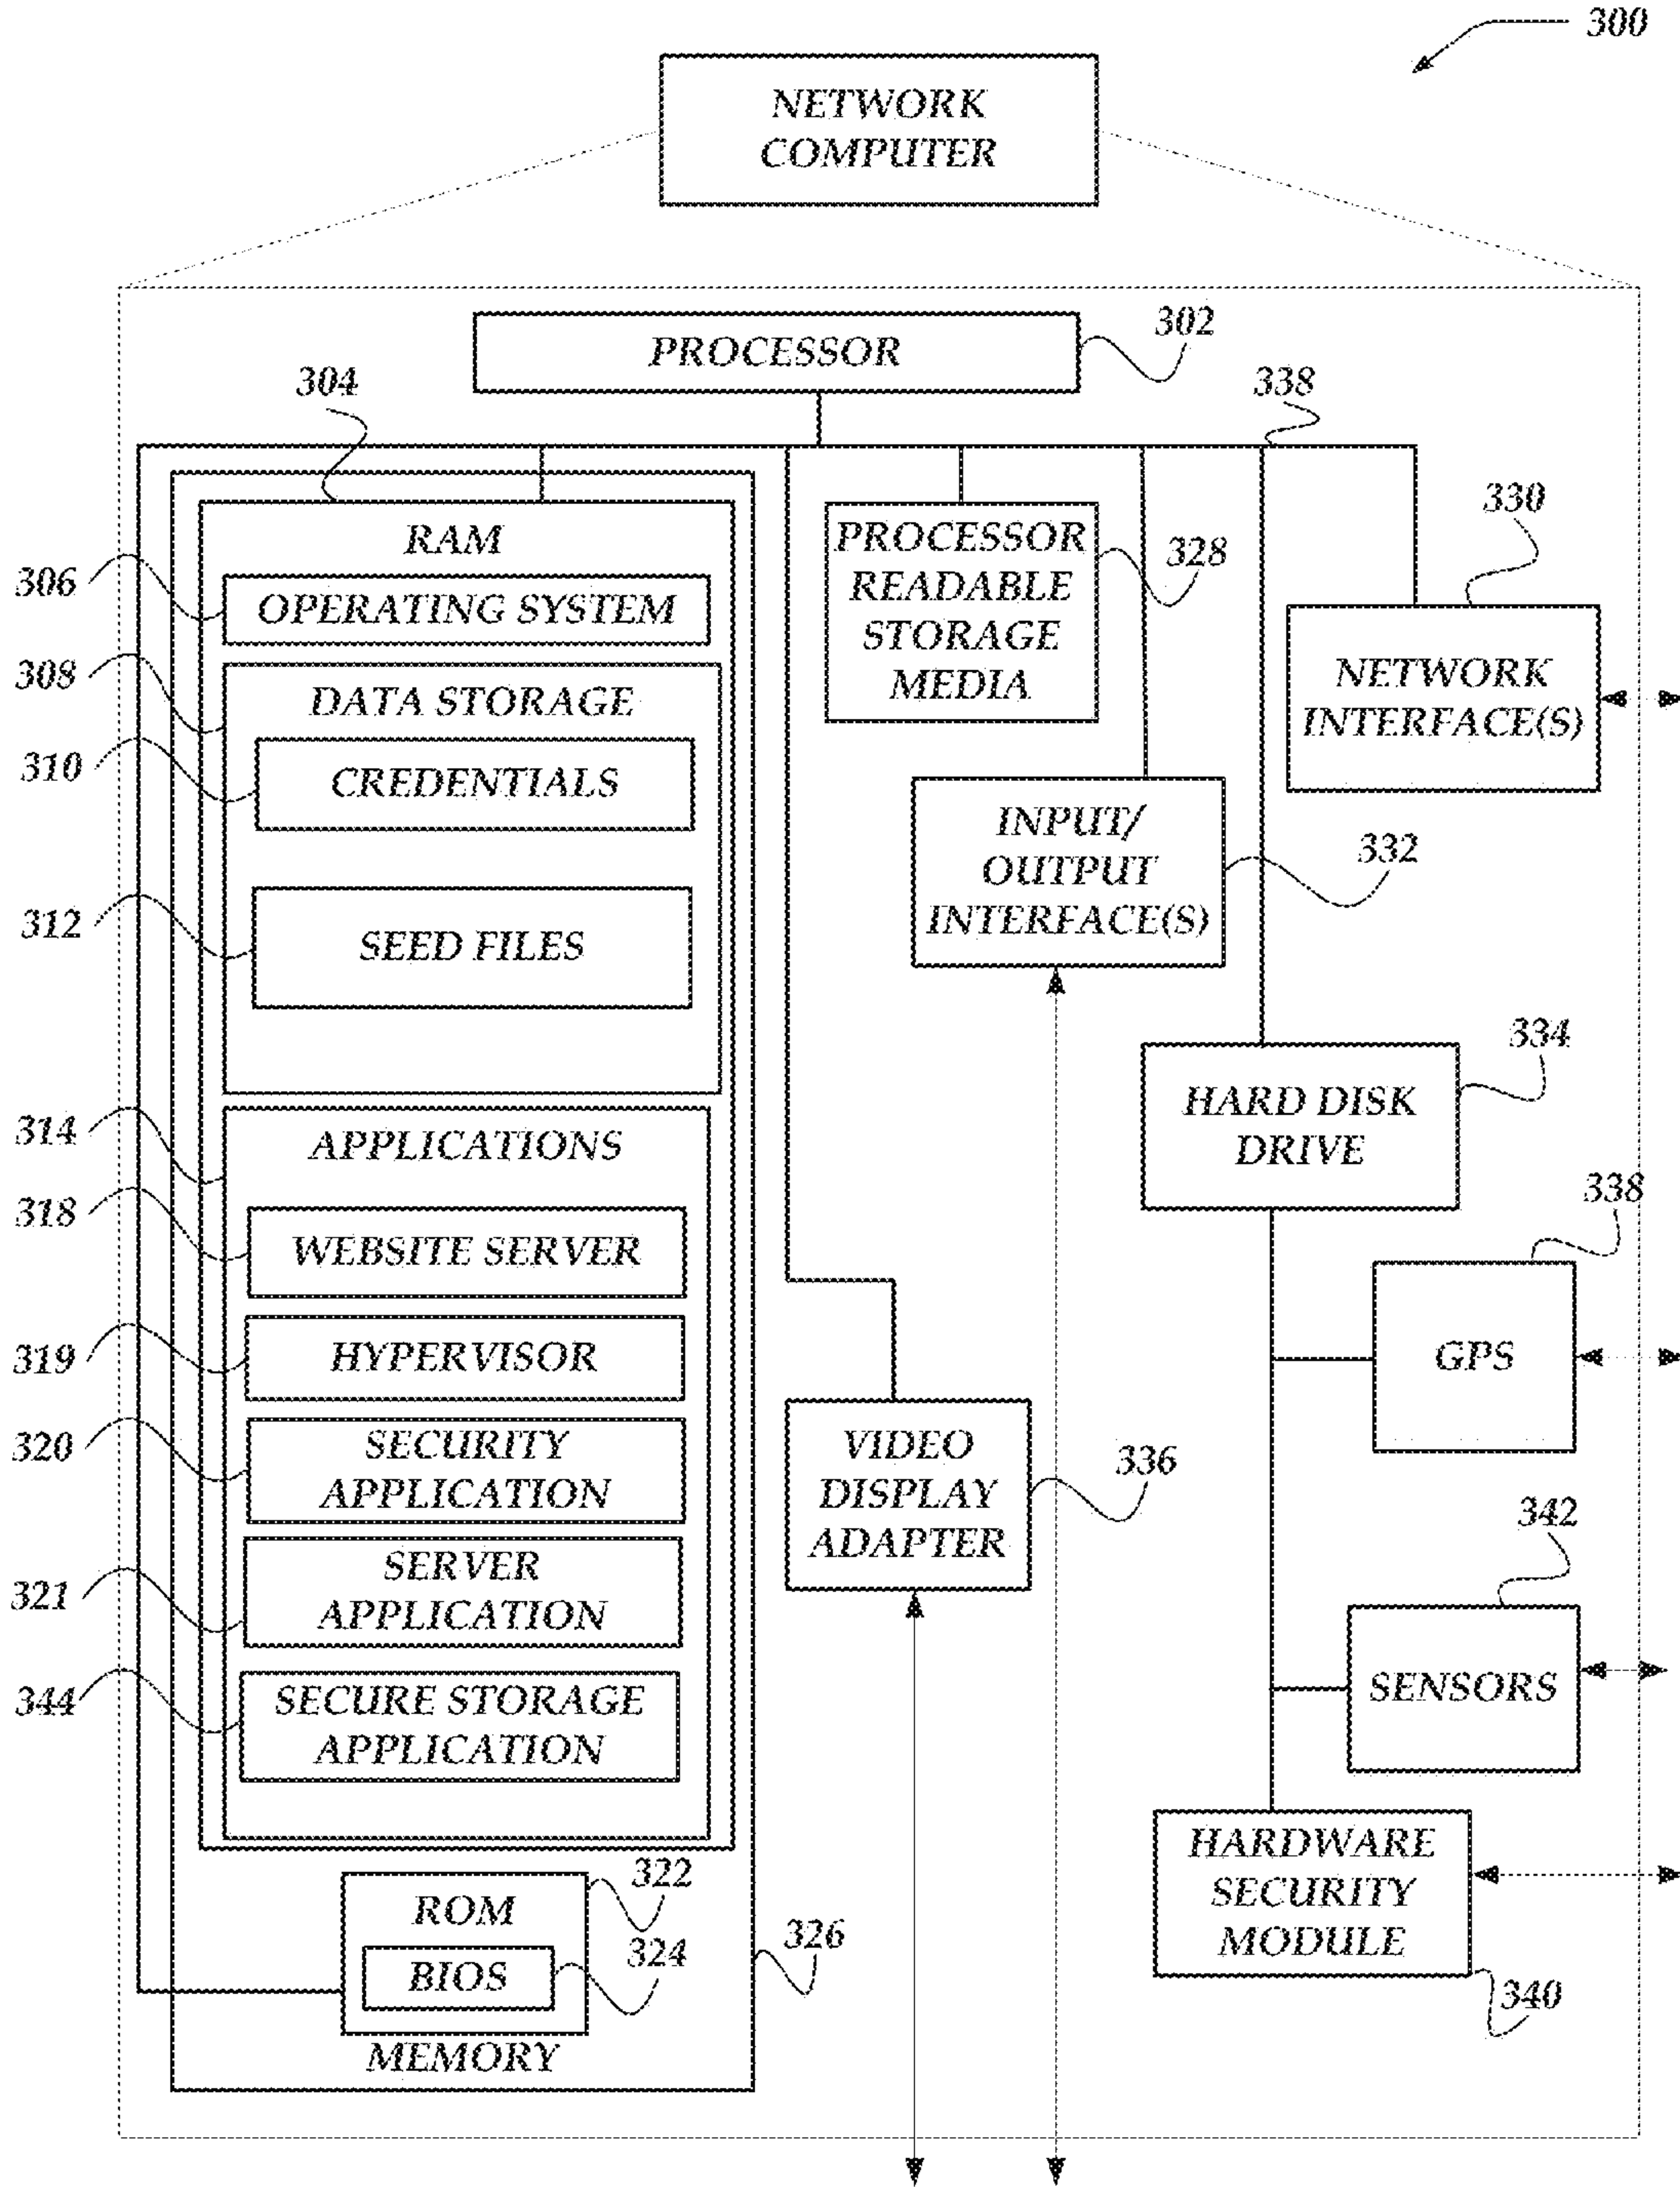 300
NETWORK
COMPUTER
PROCESSOR
302
304
338
RAM
306
OPERATING SYSTEM
308
DATA STORAGE
310
CREDENTIALS
312
SEED FILES
314
APPLICATIONS
318
WEBSITE SERVER
319
HYPERVISOR
320
SECURITY
APPLICATION
321
SERVER
APPLICATION
344
SECURE STORAGE
APPLICATION
322
ROM
324
BIOS
326
MEMORY
PROCESSOR
READABLE
STORAGE
MEDIA
328
330
NETWORK
INTERFACE(S)
INPUT/
OUTPUT
INTERFACE(S)
332
334
HARD DISK
DRIVE
338
GPS
VIDEO
DISPLAY
ADAPTER
336
342
SENSORS
HARDWARE
SECURITY
MODULE
340